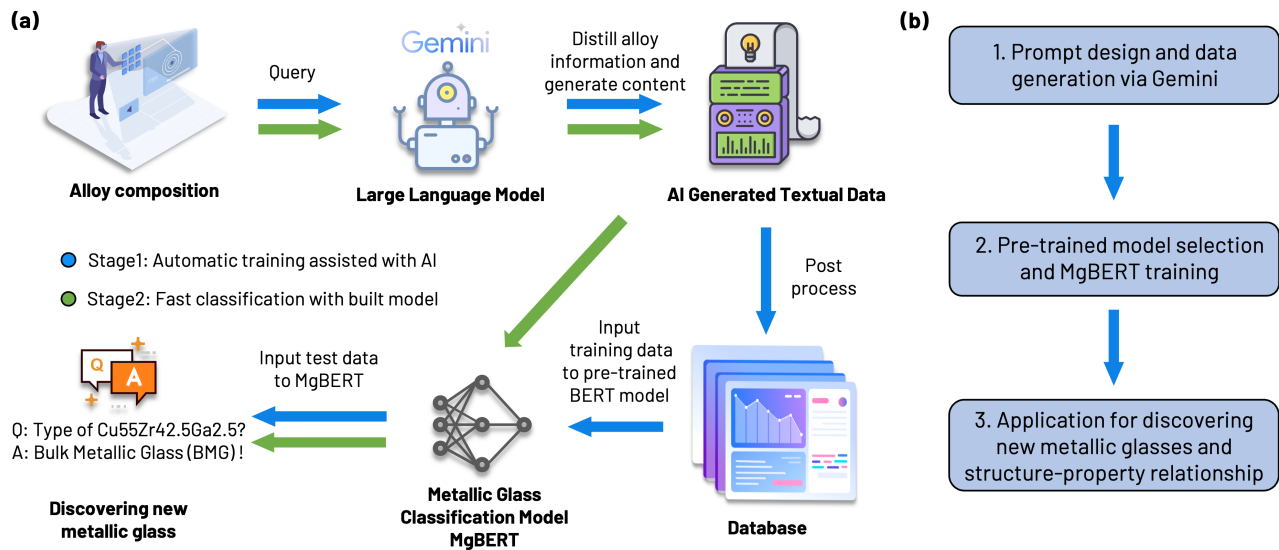 (a)
Gemini
Query
Distill alloy
information and
generate content
Alloy composition
Large Language Model
AI Generated Textual Data
Stage1: Automatic training assisted with AI
Stage2: Fast classification with built model
Post
process
Input
training data
to pre-trained
BERT model
Input test data
to MgBERT
Q
A
Q: Type of Cu55Zr42.5Ga2.5?
A: Bulk Metallic Glass (BMG) !
Discovering new
metallic glass
Metallic Glass
Classification Model
MgBERT
Database
(b)
1. Prompt design and data
generation via Gemini
2. Pre-trained model selection
and MgBERT training
3. Application for discovering
new metallic glasses and
structure-property relationship